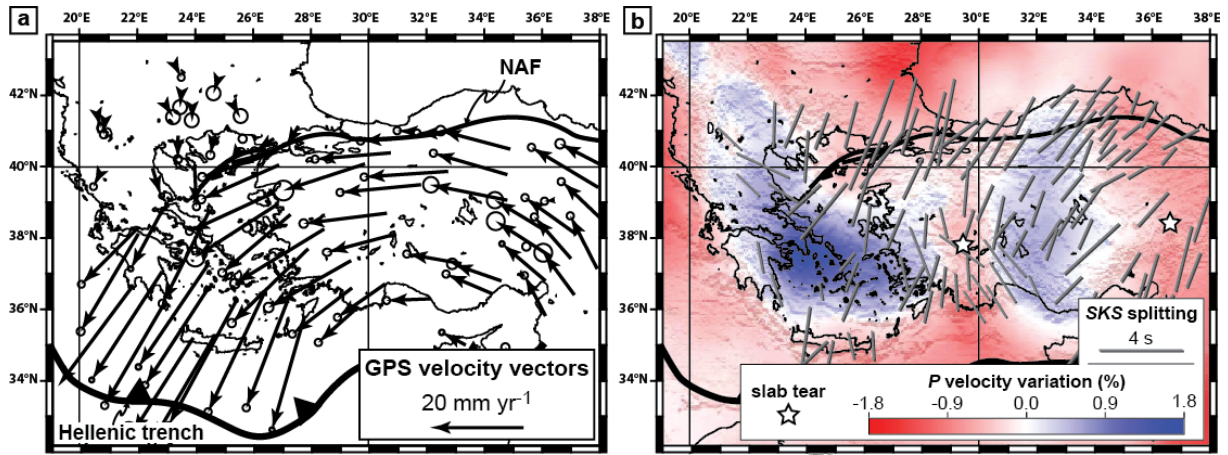 a
20°E 22°E 24°E 26°E 28°E 30°E 32°E 34°E 36°E 38°E
42°N
40°N
38°N
36°N
34°N
NAF
GPS velocity vectors
20 mm yr-1
Hellenic trench
b
20°E 22°E 24°E 26°E 28°E 30°E 32°E 34°E 36°E 38°E
42°N
40°N
38°N
36°N
34°N
SKS splitting
4 s
slab tear
P velocity variation (%)
-1.8 -0.9 0.0 0.9 1.8